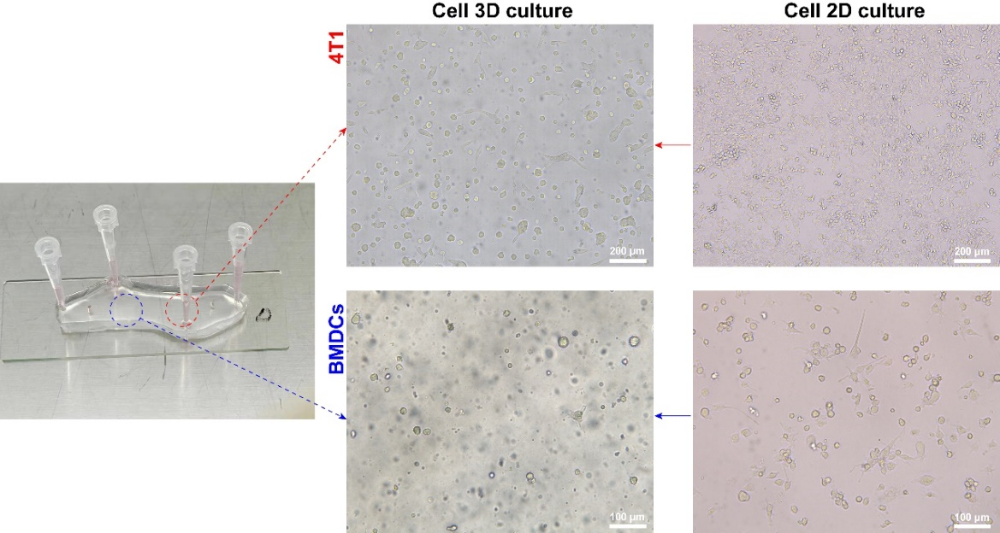 Cell 3D culture
Cell 2D culture
4T1
200 μm
200 μm
BMDCs
100 μm
100 μm